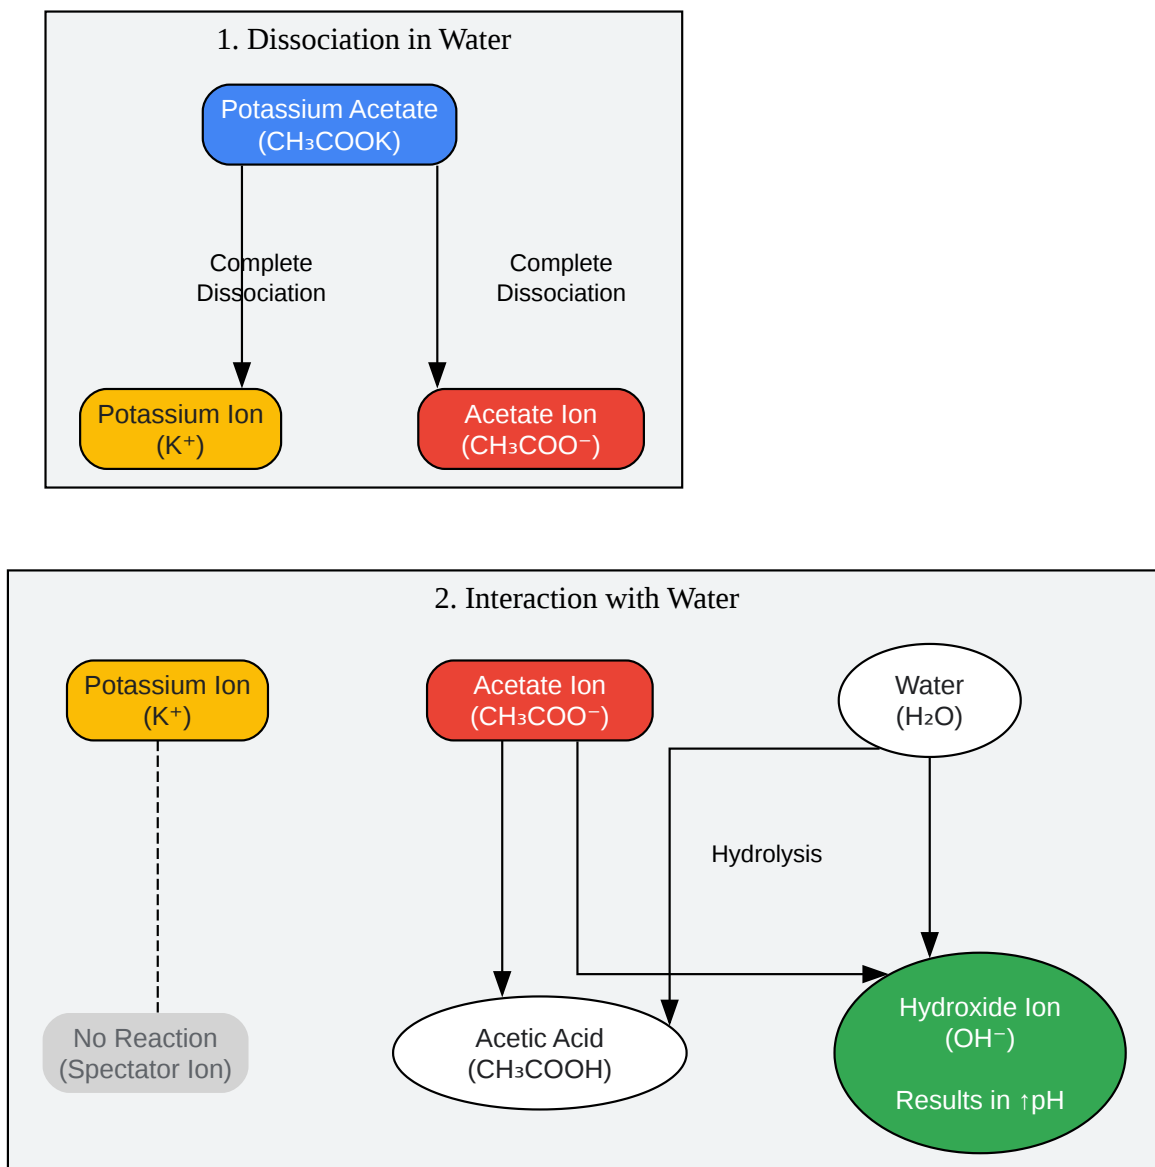 1. Dissociation in Water
Potassium Acetate
(CH₃COOK)
Complete
Dissociation
Complete
Dissociation
Potassium Ion
(K⁺)
Acetate Ion
(CH₃COO⁻)
2. Interaction with Water
Potassium Ion
(K⁺)
Acetate Ion
(CH₃COO⁻)
Water
(H₂O)
Hydrolysis
No Reaction
(Spectator Ion)
Acetic Acid
(CH₃COOH)
Hydroxide Ion
(OH⁻)
Results in ↑pH